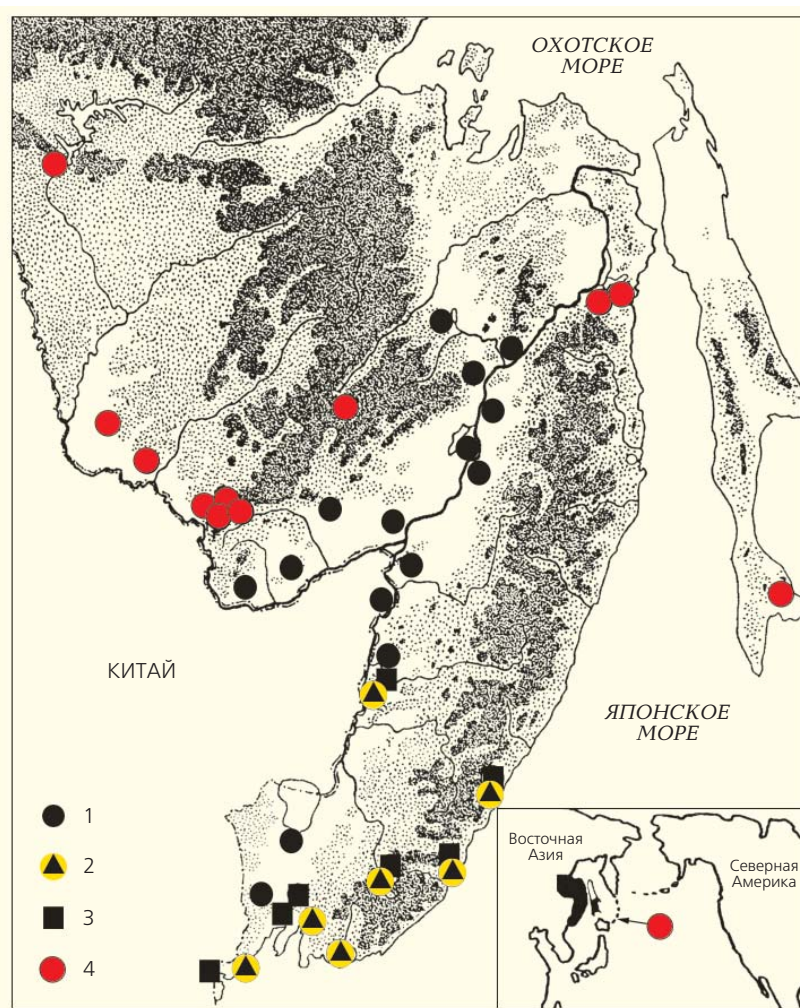 ОХОТСКОЕ
МОРЕ
КИТАЙ
ЯПОНСКОЕ
МОРЕ
1
2
3
4
Восточная
Азия
Северная
Америка